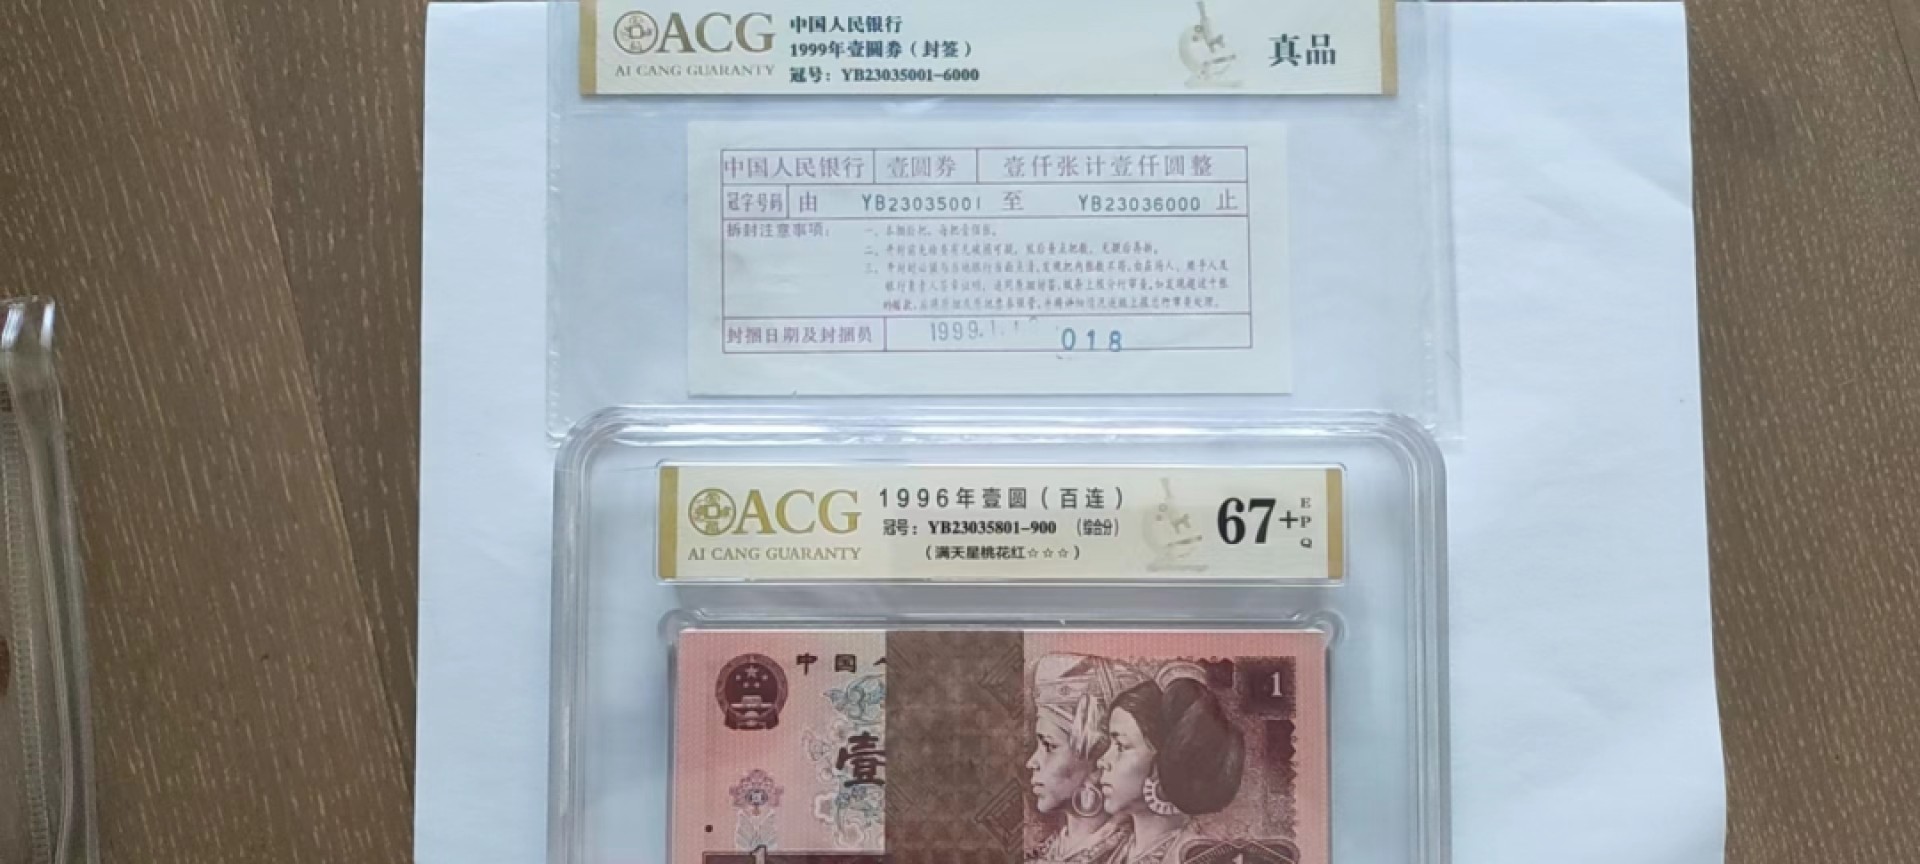 ACG
AI CANG GUARANTY
中国人民银行
1999年壹圆券（封签）
冠号：YB23035001-6000
真品
中国人民银行 壹圆券 壹仟张计壹仟圆整
冠字号码 由 YB23035001 至 YB23036000 止
拆封注意事项：
封捆日期及封捆员 1999.1.1 018
ACG
AI CANG GUARANTY
1996年壹圆（百连）
冠号：YB23035801-900 （综合分）
（满天星桃花红☆☆☆）
67+
EPQ
中国
1
壹
1
1